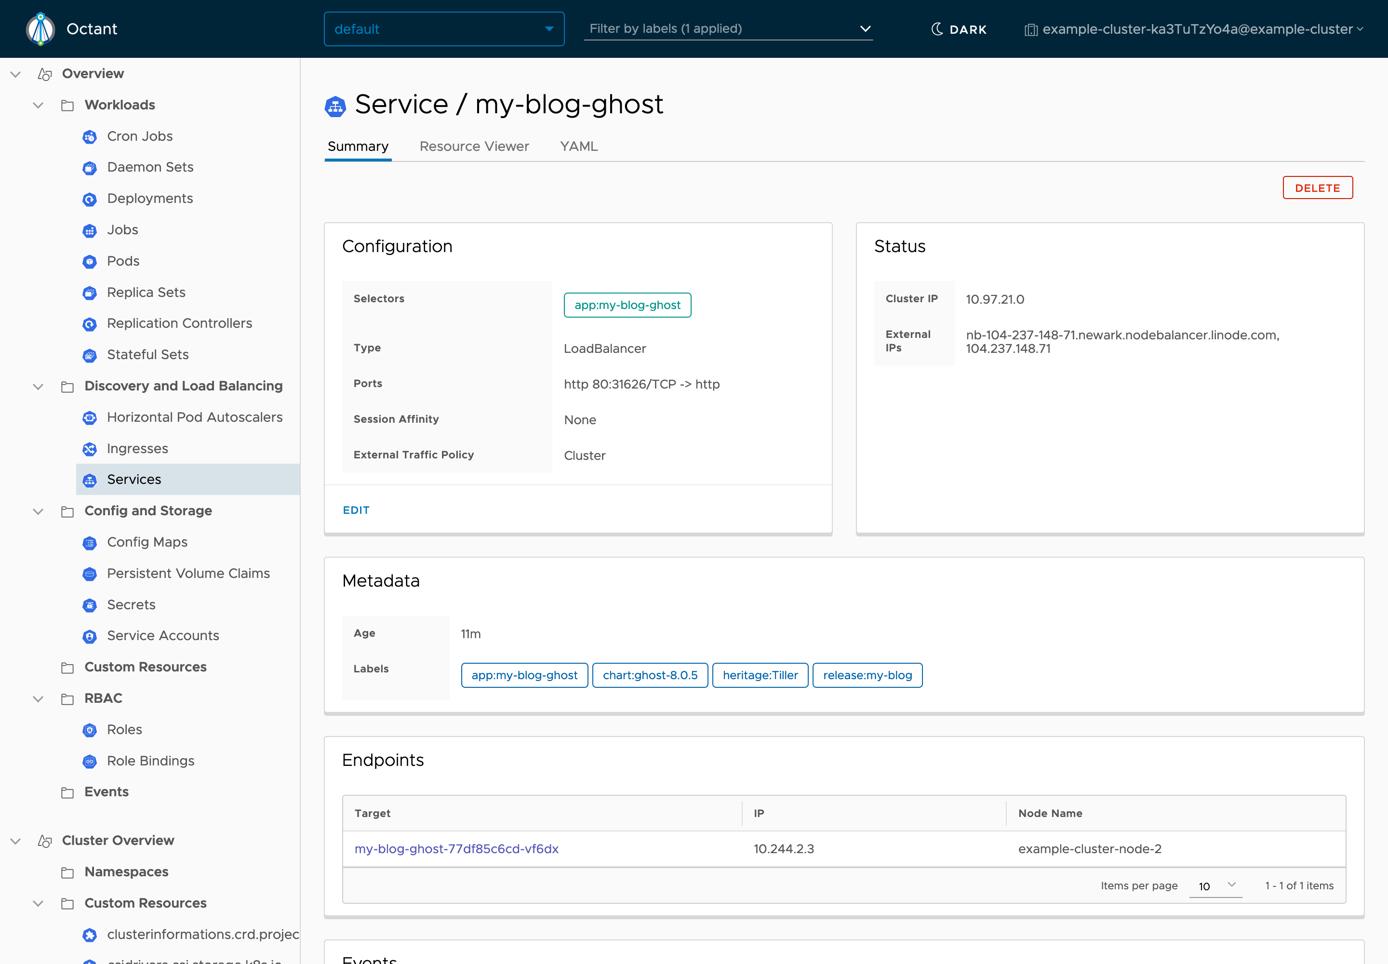 Octant
default
Filter by labels (1 applied)
DARK
example-cluster-ka3TuTzYo4a@example-cluster
Overview
Workloads
Cron Jobs
Daemon Sets
Deployments
Jobs
Pods
Replica Sets
Replication Controllers
Stateful Sets
Discovery and Load Balancing
Horizontal Pod Autoscalers
Ingresses
Services
Config and Storage
Config Maps
Persistent Volume Claims
Secrets
Service Accounts
Custom Resources
RBAC
Roles
Role Bindings
Events
Cluster Overview
Namespaces
Custom Resources
clusterinformations.crd.projec
Service / my-blog-ghost
Summary
Resource Viewer
YAML
DELETE
Configuration
Selectors
app:my-blog-ghost
Type
LoadBalancer
Ports
http 80:31626/TCP -> http
Session Affinity
None
External Traffic Policy
Cluster
EDIT
Status
Cluster IP
10.97.21.0
External
IPs
nb-104-237-148-71.newark.nodebalancer.linode.com,
104.237.148.71
Metadata
Age
11m
Labels
app:my-blog-ghost
chart:ghost-8.0.5
heritage:Tiller
release:my-blog
Endpoints
Target
IP
Node Name
my-blog-ghost-77df85c6cd-vf6dx
10.244.2.3
example-cluster-node-2
Items per page
10
1 - 1 of 1 items
Events